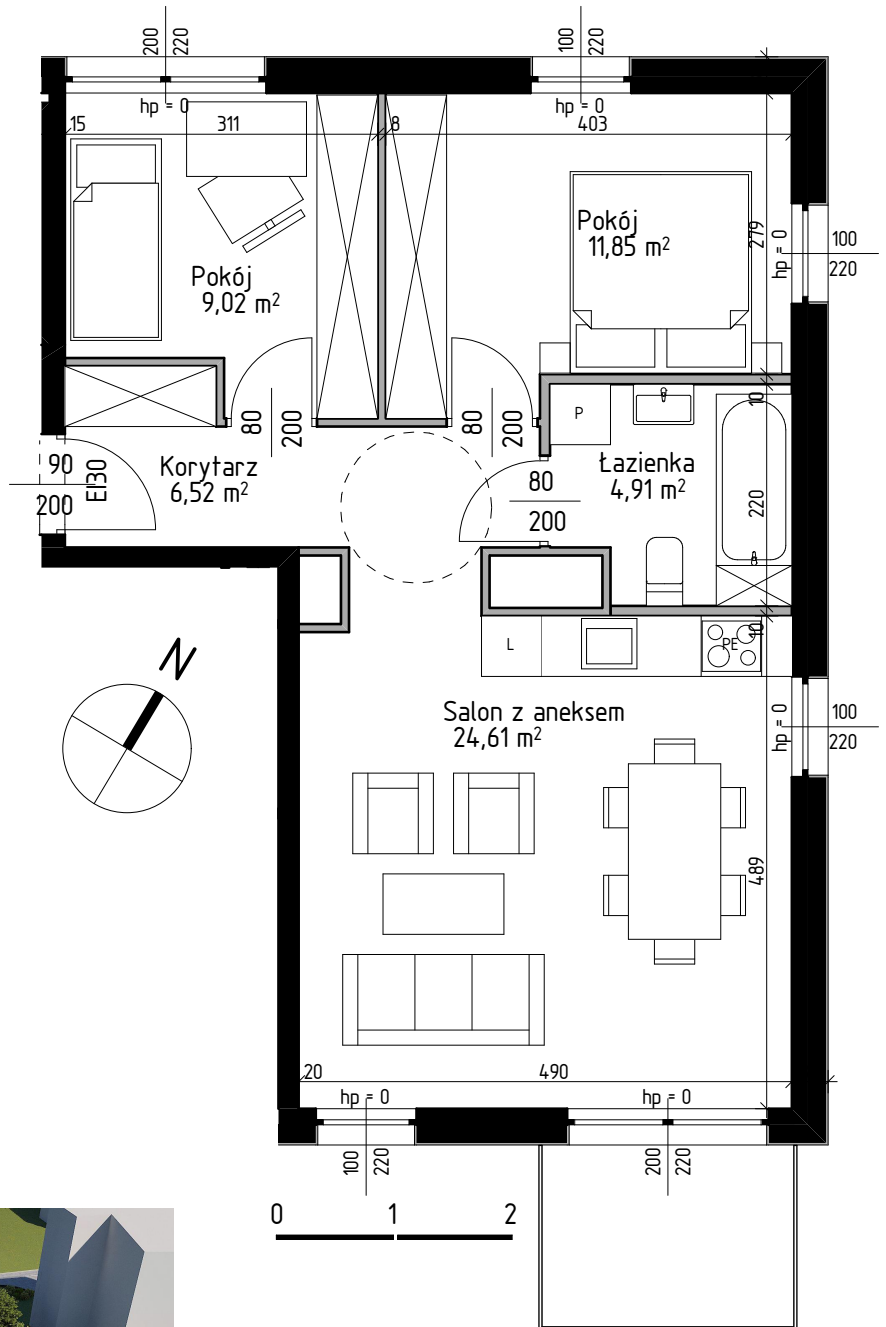 200
220
100
220
hp = 0
hp = 0
15
311
8
403
Pokój
9,02 m²
Pokój
11,85 m²
279
hp = 0
100
220
80
200
80
200
P
10
90
200
EI30
Korytarz
6,52 m²
80
200
Łazienka
4,91 m²
220
10
L
PE
N
Salon z aneksem
24,61 m²
hp = 0
100
220
489
20
490
hp = 0
hp = 0
100
220
200
220
0
1
2